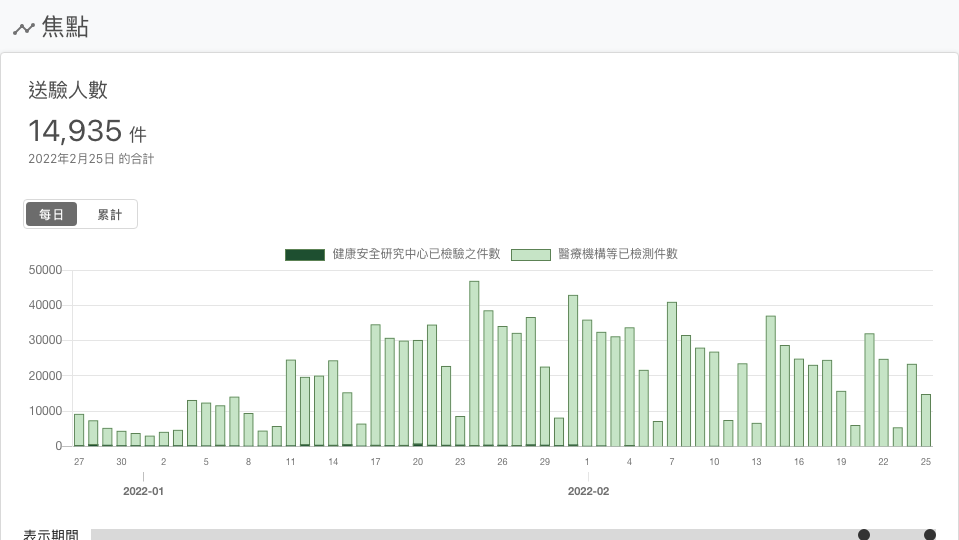 焦點
送驗人數
14,935 件
2022年2月25日 的合計
每日 累計
健康安全研究中心已檢驗之件數 醫療機構等已檢測件數
50000
40000
30000
20000
10000
0
27 30 2 5 8 11 14 17 20 23 26 29 1 4 7 10 13 16 19 22 25
2022-01 2022-02
表示期間